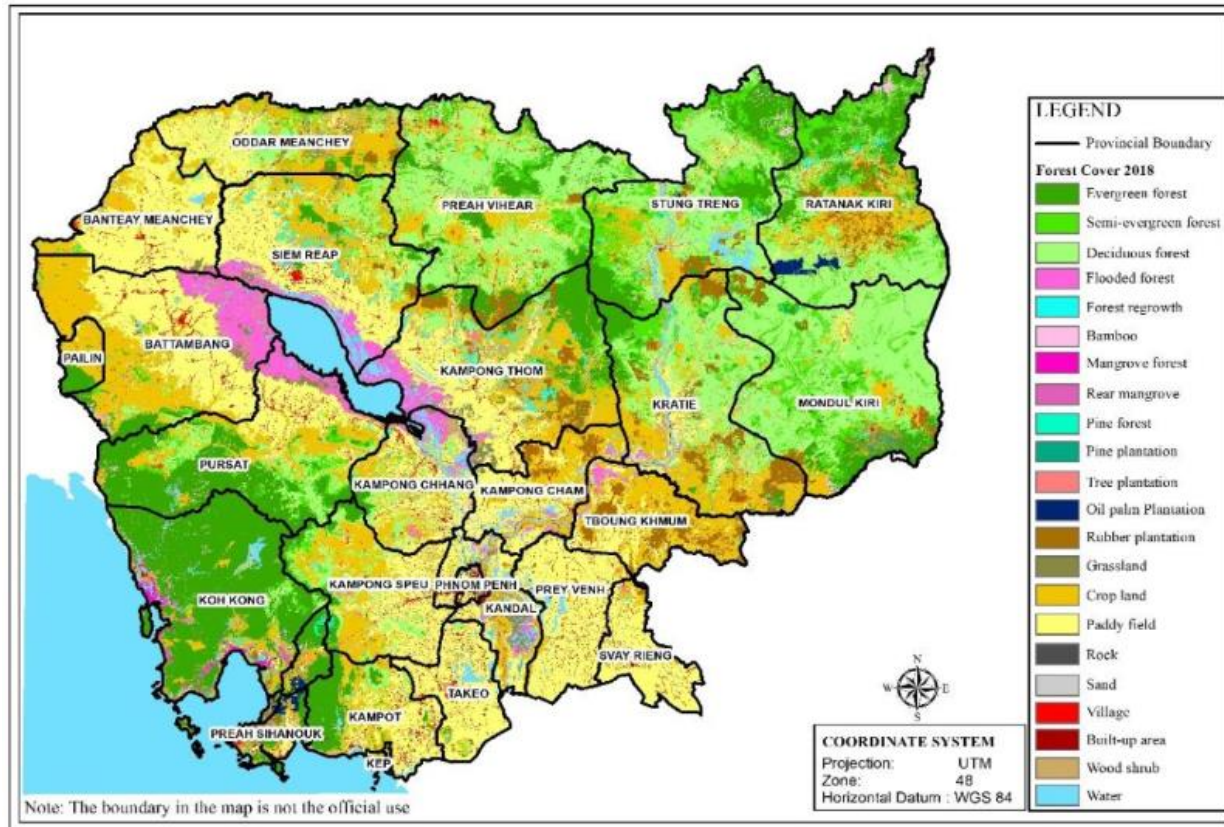 ODDAR MEANCHEY
BANTEAY MEANCHEY
PREAH VIHEAR
STUNG TRENG
RATANAK KIRI
SIEM REAP
BATTAMBANG
PAILIN
KAMPONG THOM
KRATIE
MONDUL KIRI
PURSAT
KAMPONG CHHANG
KAMPONG CHAM
TBOUNG KHMUM
KOH KONG
KAMPONG SPEU
PHNOM PENH
PREY VENH
KANDAL
SVAY RIENG
TAKEO
KAMPOT
PREAH SIHANOUK
KEP
Note: The boundary in the map is not the official use
N
W
E
S
COORDINATE SYSTEM
Projection: UTM
Zone: 48
Horizontal Datum : WGS 84
LEGEND
Provincial Boundary
Forest Cover 2018
Evergreen forest
Semi-evergreen forest
Deciduous forest
Flooded forest
Forest regrowth
Bamboo
Mangrove forest
Rear mangrove
Pine forest
Pine plantation
Tree plantation
Oil palm Plantation
Rubber plantation
Grassland
Crop land
Paddy field
Rock
Sand
Village
Built-up area
Wood shrub
Water